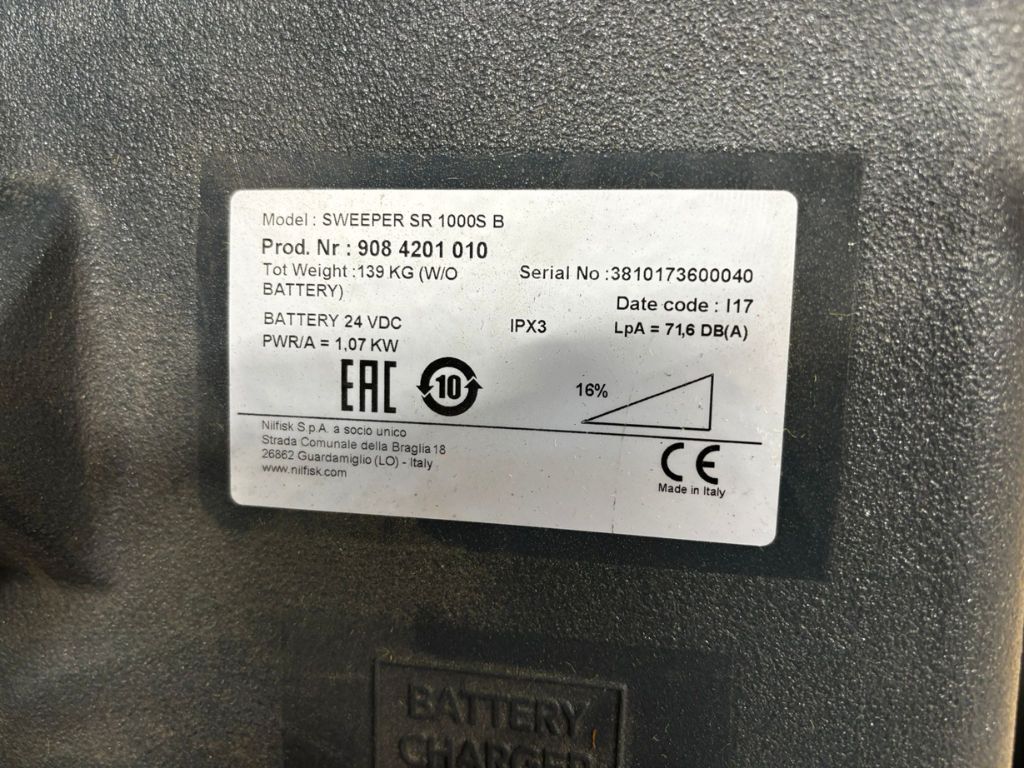 Model : SWEEPER SR 1000S B
Prod. Nr : 908 4201 010
Tot Weight :139 KG (W/O
BATTERY)
Serial No :3810173600040
Date code : I17
BATTERY 24 VDC
IPX3
LpA = 71,6 DB(A)
PWR/A = 1,07 KW
EAC
10
16%
Nilfisk S.p.A. a socio unico
Strada Comunale della Braglia 18
26862 Guardamiglio (LO) - Italy
www.nilfisk.com
CE
Made in Italy
BATTERY
CHARGER